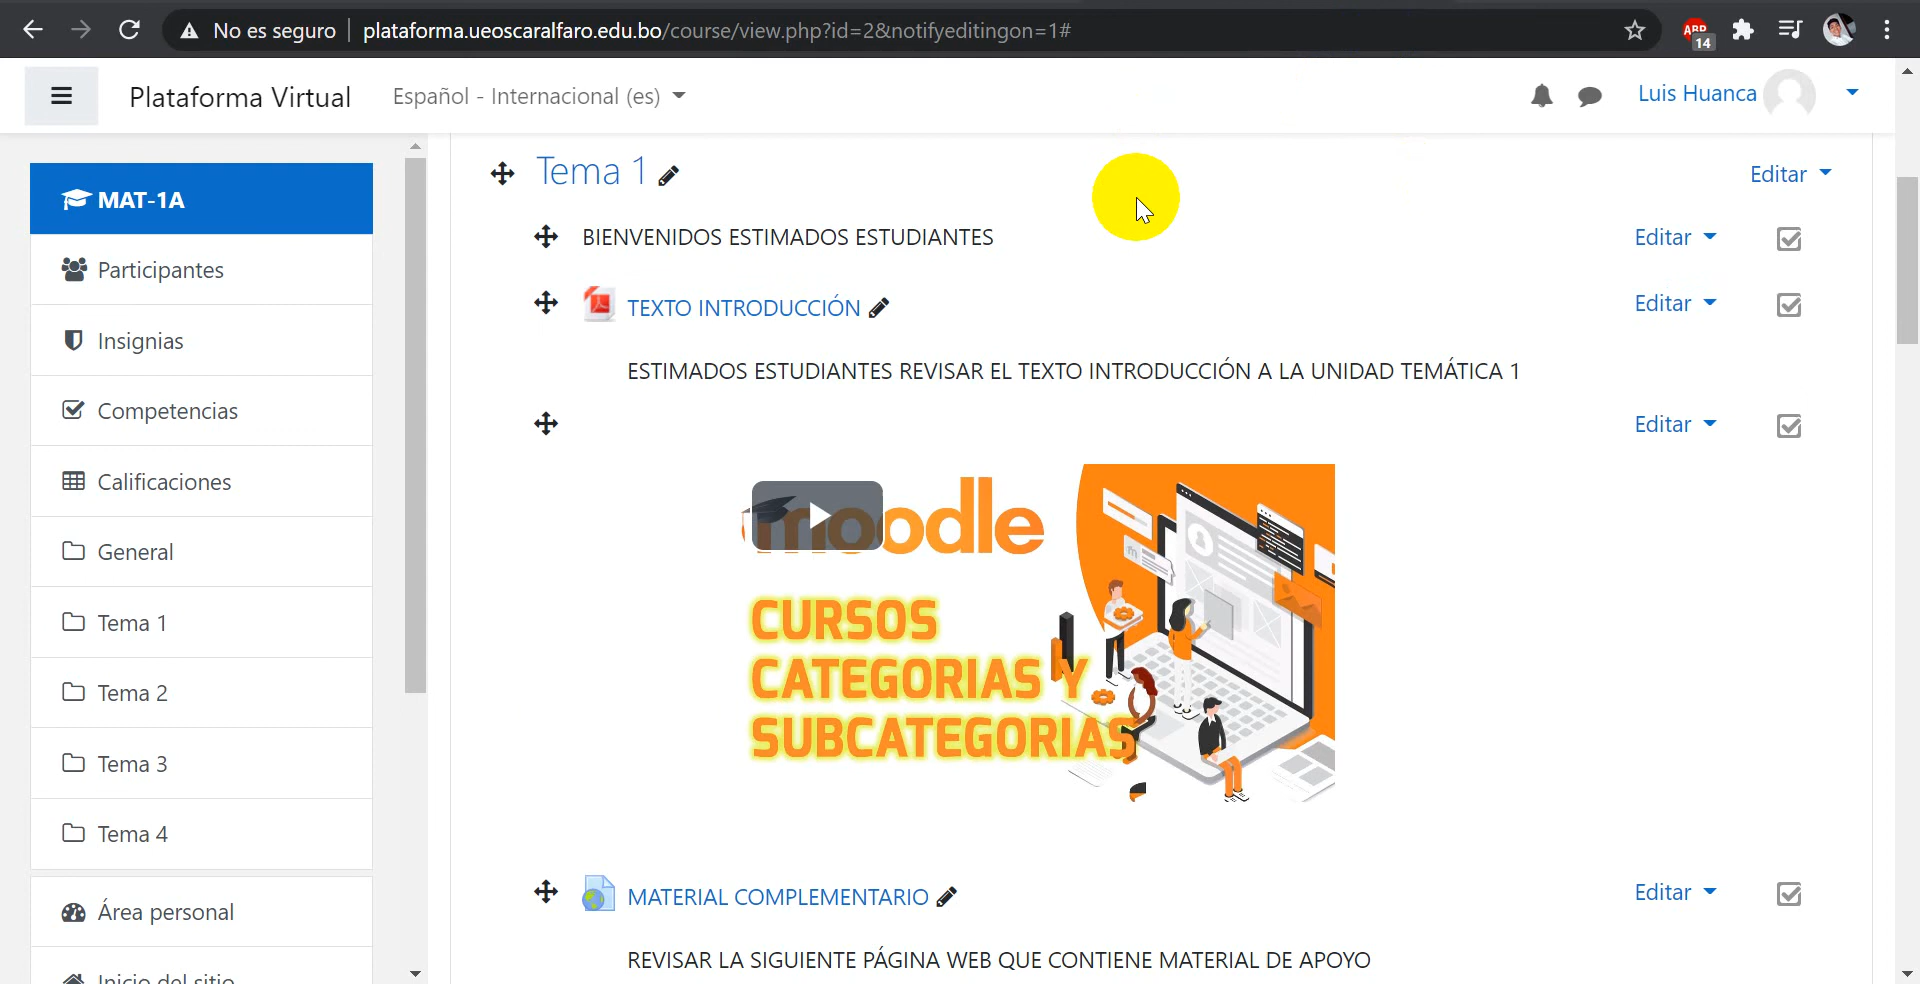 No es seguro plataforma.ueoscaralfaro.edu.bo/course/view.php?id=2&notifyeditingon=1#
ABP
14
Plataforma Virtual Español - Internacional (es) Luis Huanca
MAT-1A
Participantes
Insignias
Competencias
Calificaciones
General
Tema 1
Tema 2
Tema 3
Tema 4
Área personal
Inicio del sitio
Tema 1 Editar
BIENVENIDOS ESTIMADOS ESTUDIANTES Editar
TEXTO INTRODUCCIÓN Editar
ESTIMADOS ESTUDIANTES REVISAR EL TEXTO INTRODUCCIÓN A LA UNIDAD TEMÁTICA 1
Editar
moodle
CURSOS
CATEGORIAS Y
SUBCATEGORIAS
MATERIAL COMPLEMENTARIO Editar
REVISAR LA SIGUIENTE PÁGINA WEB QUE CONTIENE MATERIAL DE APOYO